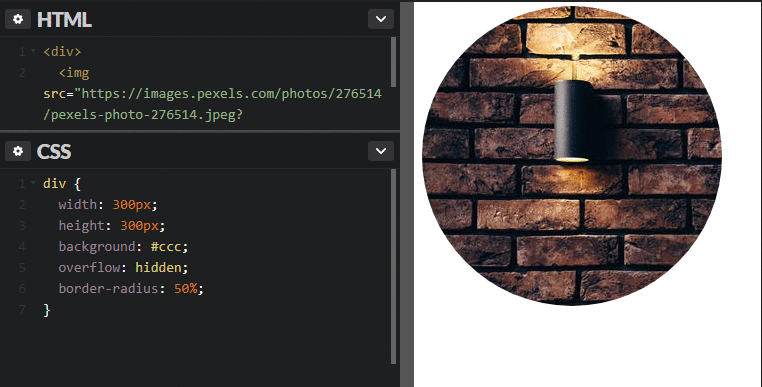 HTML
1 <div>
2 <img
src="https://images.pexels.com/photos/276514
/pexels-photo-276514.jpeg?
CSS
1 div {
2 width: 300px;
3 height: 300px;
4 background: #ccc;
5 overflow: hidden;
6 border-radius: 50%;
7 }